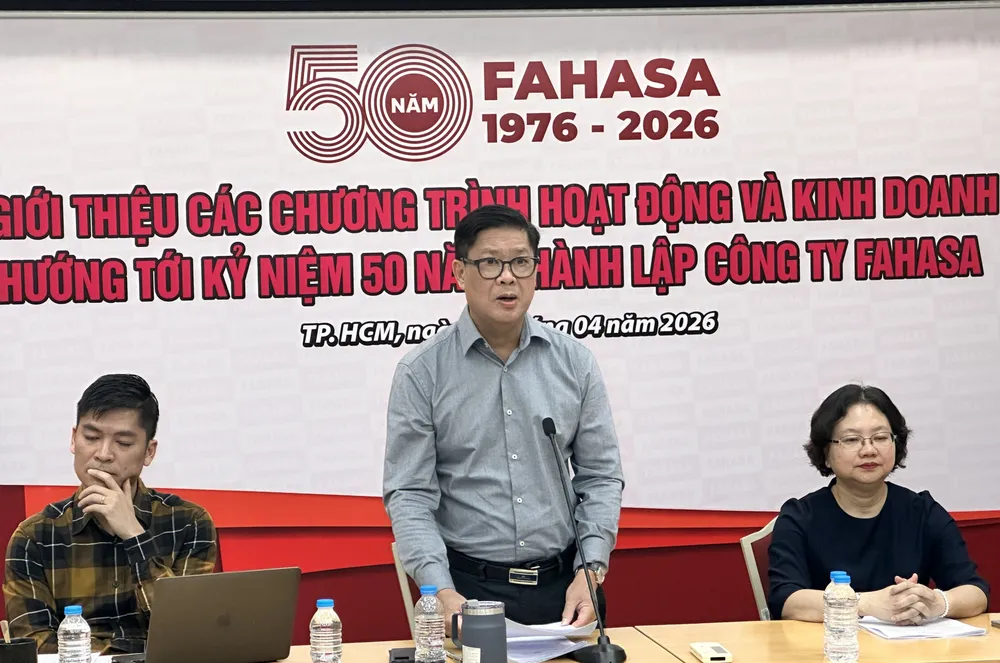 50 NĂM FAHASA
1976 - 2026
GIỚI THIỆU CÁC CHƯƠNG TRÌNH HOẠT ĐỘNG VÀ KINH DOANH
HƯỚNG TỚI KỶ NIỆM 50 NĂ HÀNH LẬP CÔNG TY FAHASA
TP. HCM, ngà 04 năm 2026